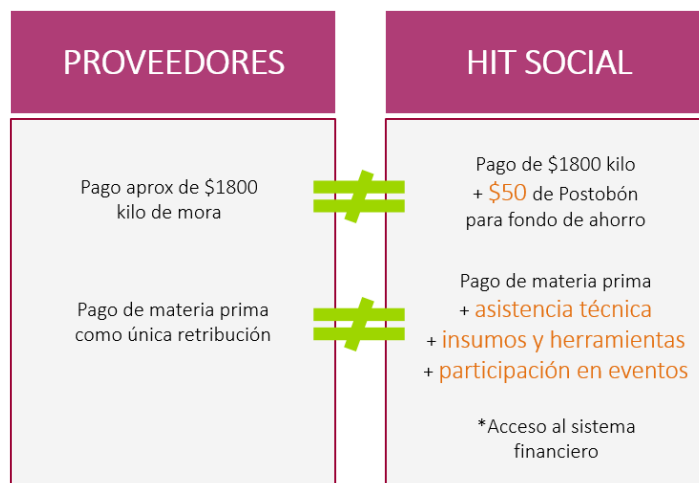 PROVEEDORES
Pago aprox de $1800
kilo de mora
Pago de materia prima
como única retribución
HIT SOCIAL
Pago de $1800 kilo
+ $50 de Postobón
para fondo de ahorro
Pago de materia prima
+ asistencia técnica
+ insumos y herramientas
+ participación en eventos
*Acceso al sistema
financiero